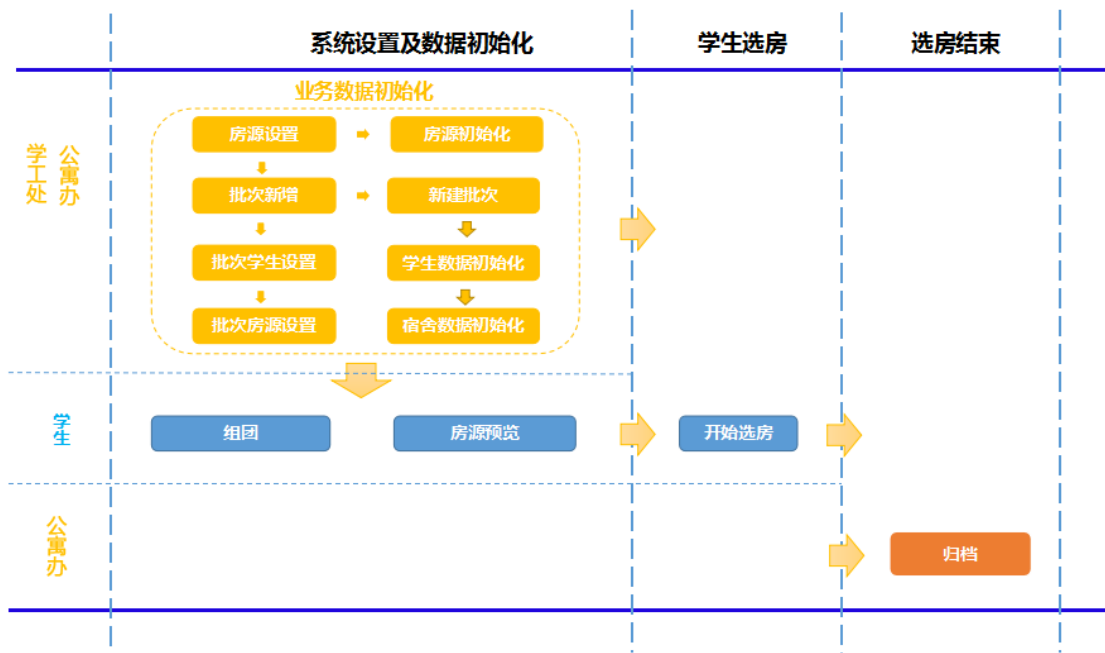 系统设置及数据初始化
学生选房
选房结束
业务数据初始化
学工处
公寓办
房源设置
房源初始化
批次新增
新建批次
批次学生设置
学生数据初始化
批次房源设置
宿舍数据初始化
学生
组团
房源预览
开始选房
公寓办
归档